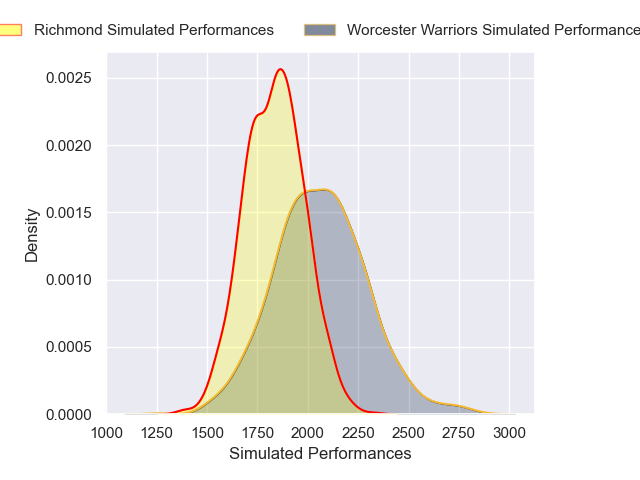 Richmond Simulated Performances
Worcester Warriors Simulated Performance
0.0025
0.0020
0.0015
0.0010
0.0005
0.0000
Density
1000 1250 1500 1750 2000 2250 2500 2750 3000
Simulated Performances